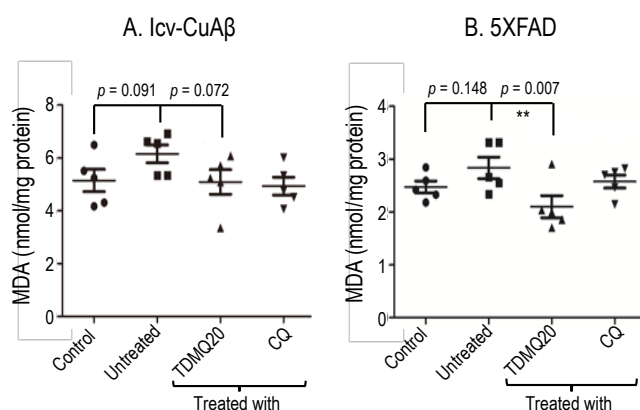 A. Icv-CuAβ
p = 0.091 p = 0.072
MDA (nmol/mg protein)
8
6
4
2
0
Control
Untreated
TDMQ20
CQ
Treated with
B. 5XFAD
p = 0.148 p = 0.007
**
MDA (nmol/mg protein)
4
3
2
1
0
Control
Untreated
TDMQ20
CQ
Treated with